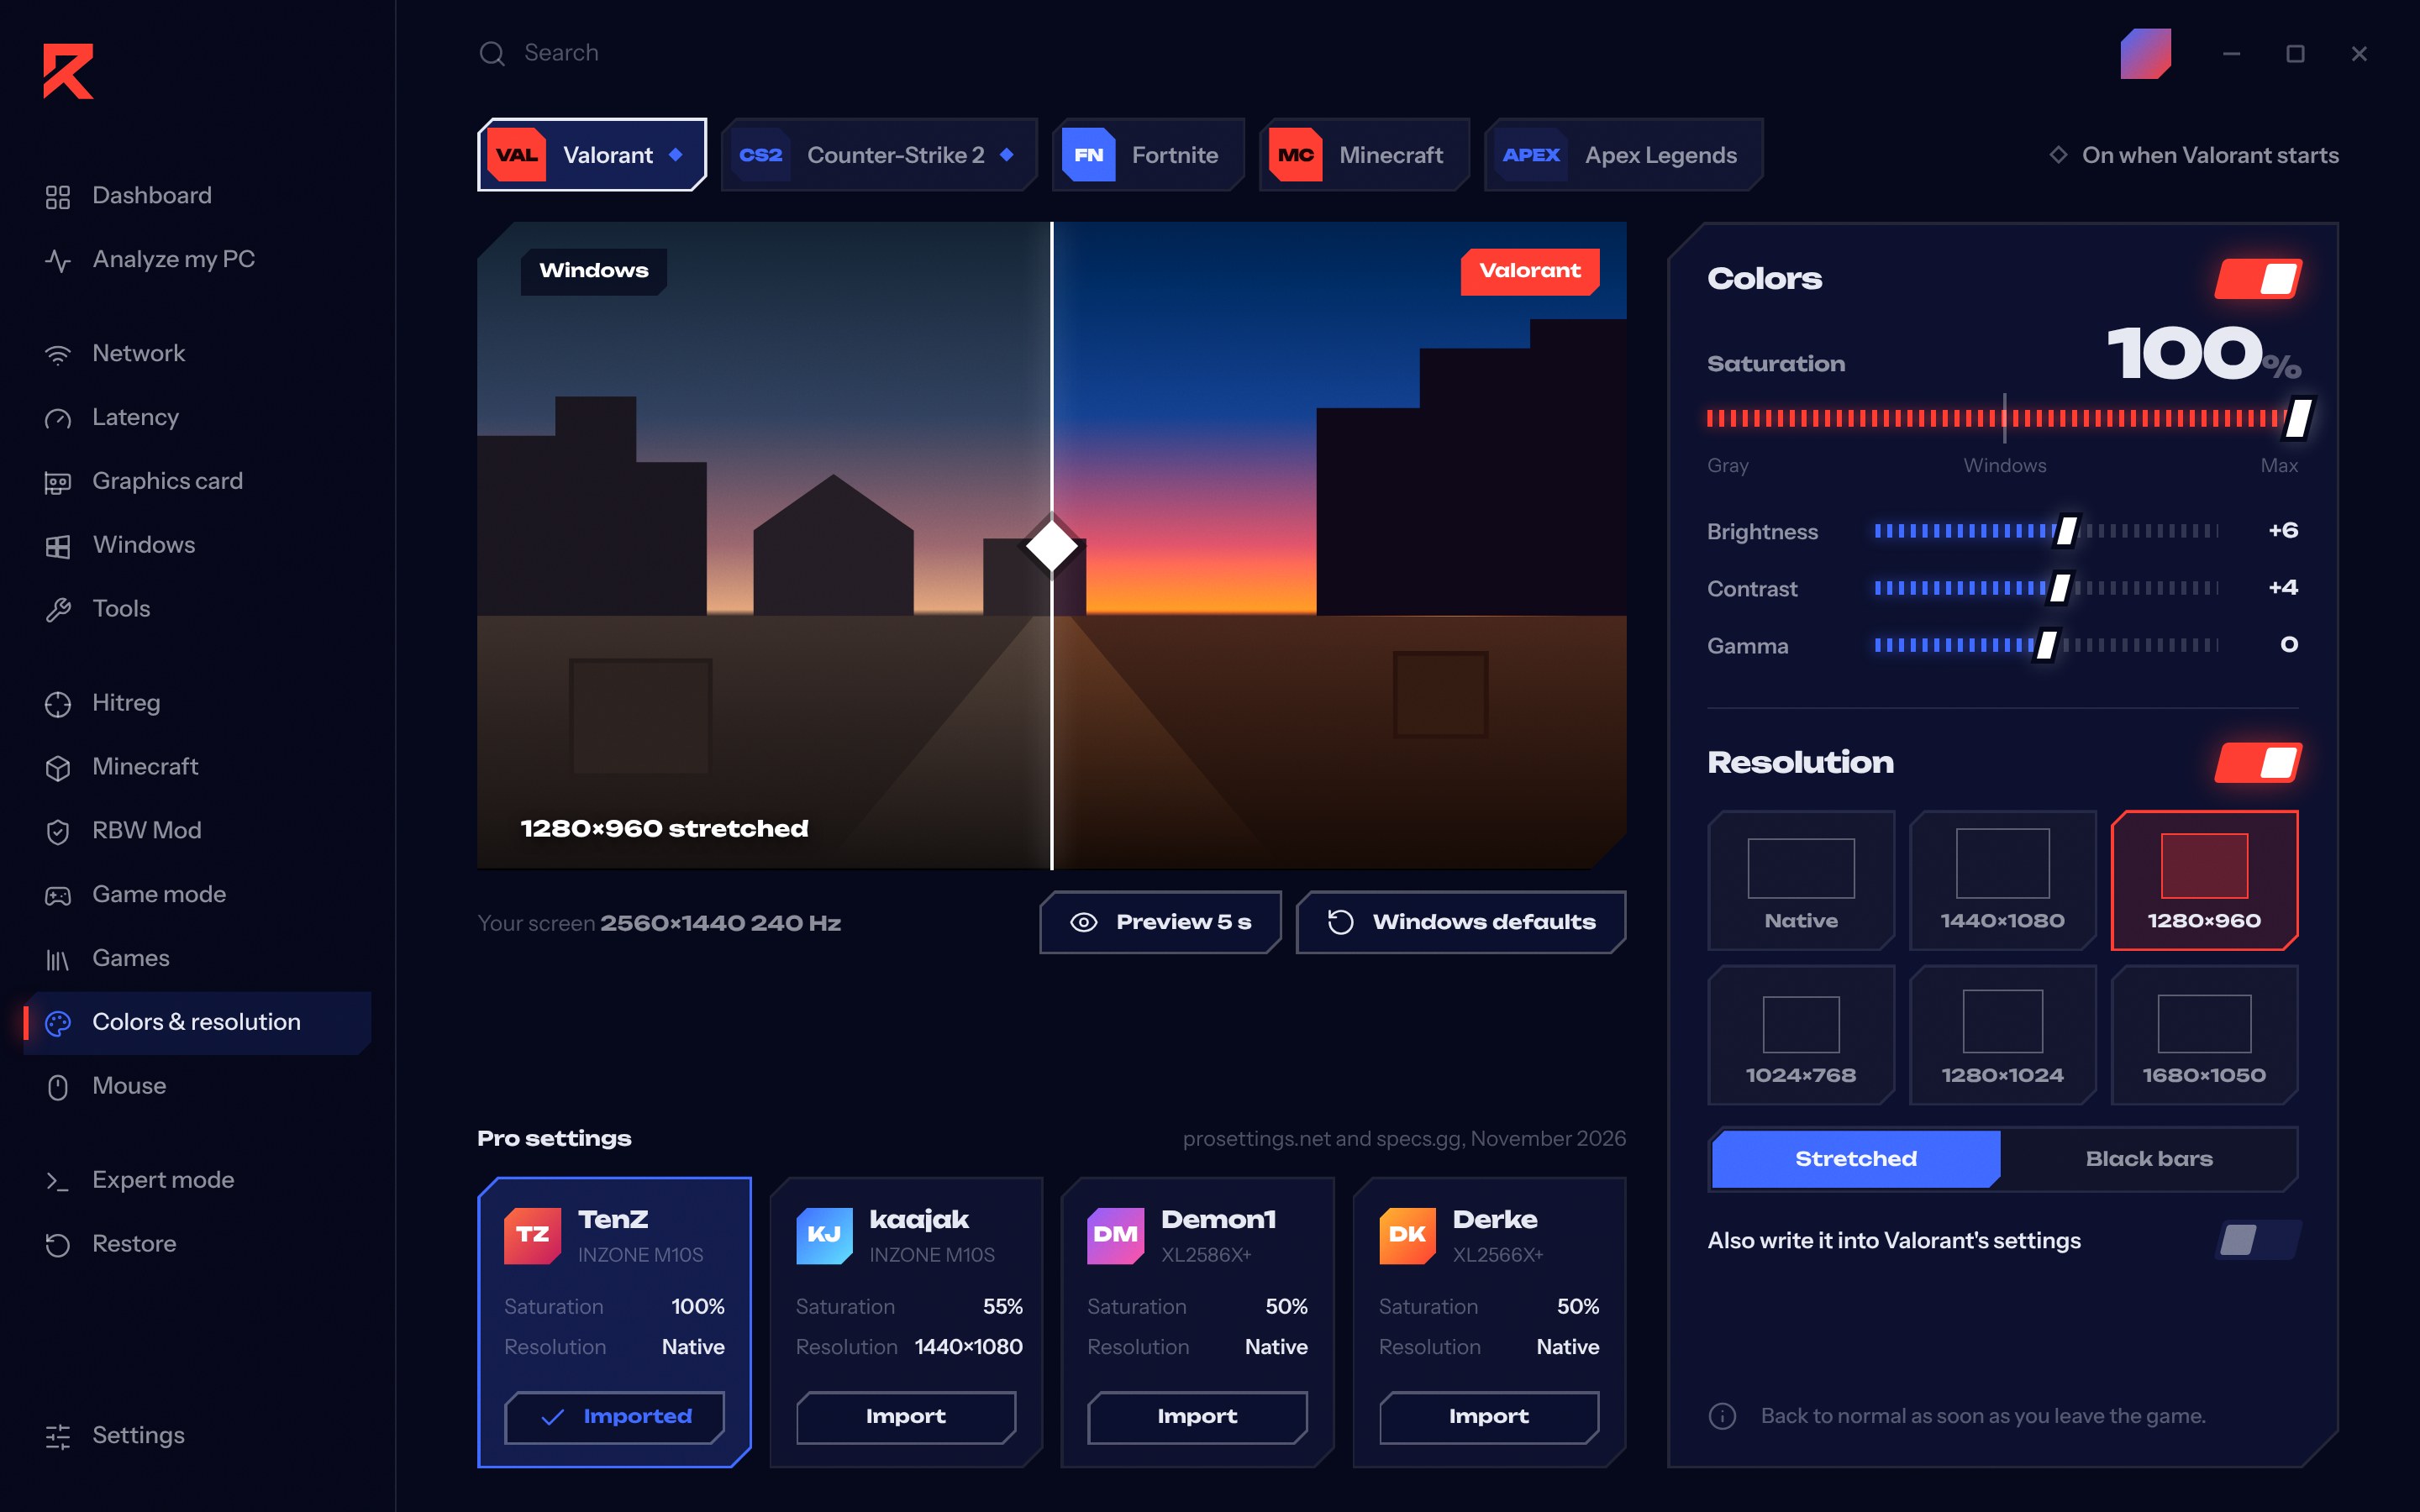 Search
Dashboard
Analyze my PC
Network
Latency
Graphics card
Windows
Tools
Hitreg
Minecraft
RBW Mod
Game mode
Games
Colors & resolution
Mouse
Expert mode
Restore
Settings
VAL Valorant
CS2 Counter-Strike 2
FN Fortnite
MC Minecraft
APEX Apex Legends
On when Valorant starts
Windows
Valorant
1280×960 stretched
Your screen 2560×1440 240 Hz
Preview 5 s
Windows defaults
Pro settings
prosettings.net and specs.gg, November 2026
TZ
TenZ
INZONE M10S
Saturation 100%
Resolution Native
Imported
KJ
kaajak
INZONE M10S
Saturation 55%
Resolution 1440×1080
Import
DM
Demon1
XL2586X+
Saturation 50%
Resolution Native
Import
DK
Derke
XL2566X+
Saturation 50%
Resolution Native
Import
Colors
Saturation 100%
Gray Windows Max
Brightness +6
Contrast +4
Gamma 0
Resolution
Native 1440×1080 1280×960
1024×768 1280×1024 1680×1050
Stretched Black bars
Also write it into Valorant's settings
Back to normal as soon as you leave the game.